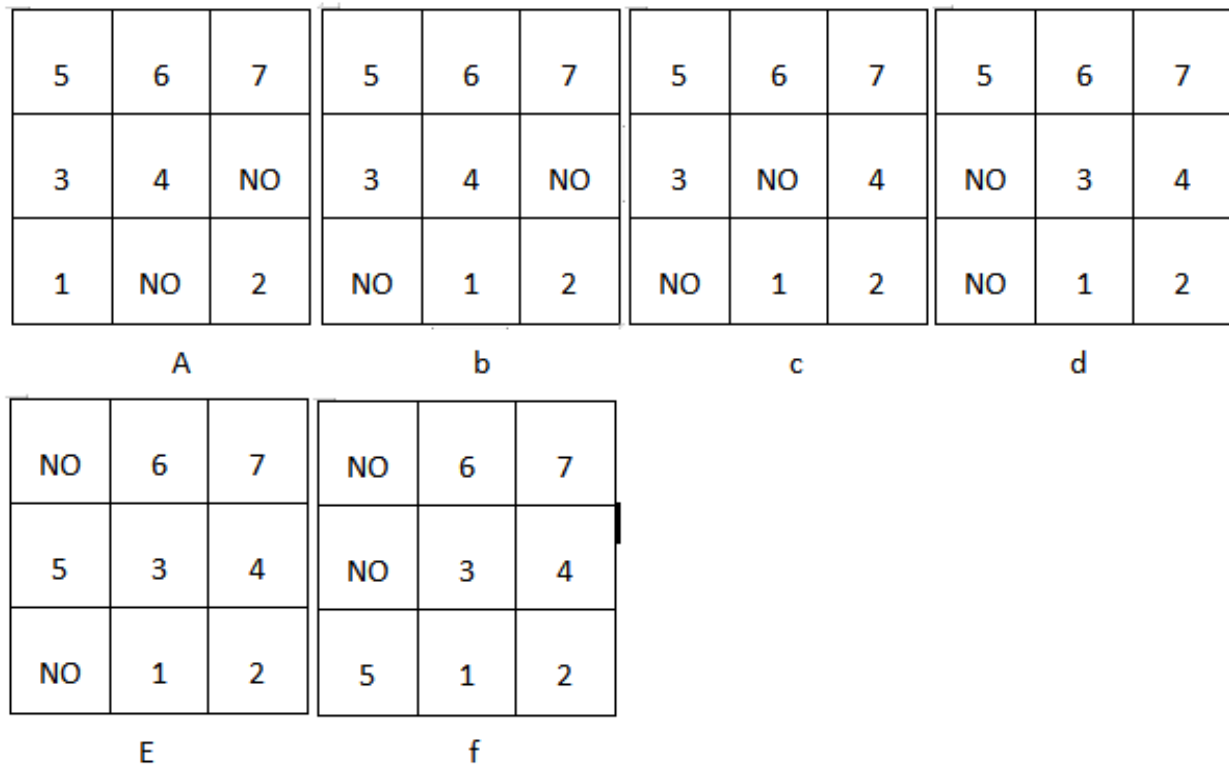 5 6 7 5 6 7 5 6 7 5 6 7
3 4 NO 3 4 NO 3 NO 4 NO 3 4
1 NO 2 NO 1 2 NO 1 2 NO 1 2
A b c d
NO 6 7 NO 6 7
5 3 4 NO 3 4
NO 1 2 5 1 2
E f